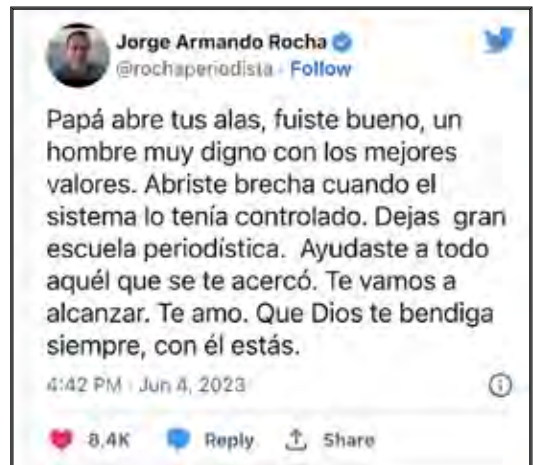 Jorge Armando Rocha
@rochaperiodista · Follow
Papá abre tus alas, fuiste bueno, un
hombre muy digno con los mejores
valores. Abriste brecha cuando el
sistema lo tenía controlado. Dejas gran
escuela periodística. Ayudaste a todo
aquél que se te acercó. Te vamos a
alcanzar. Te amo. Que Dios te bendiga
siempre, con él estás.
4:42 PM · Jun 4, 2023
8.4K Reply Share